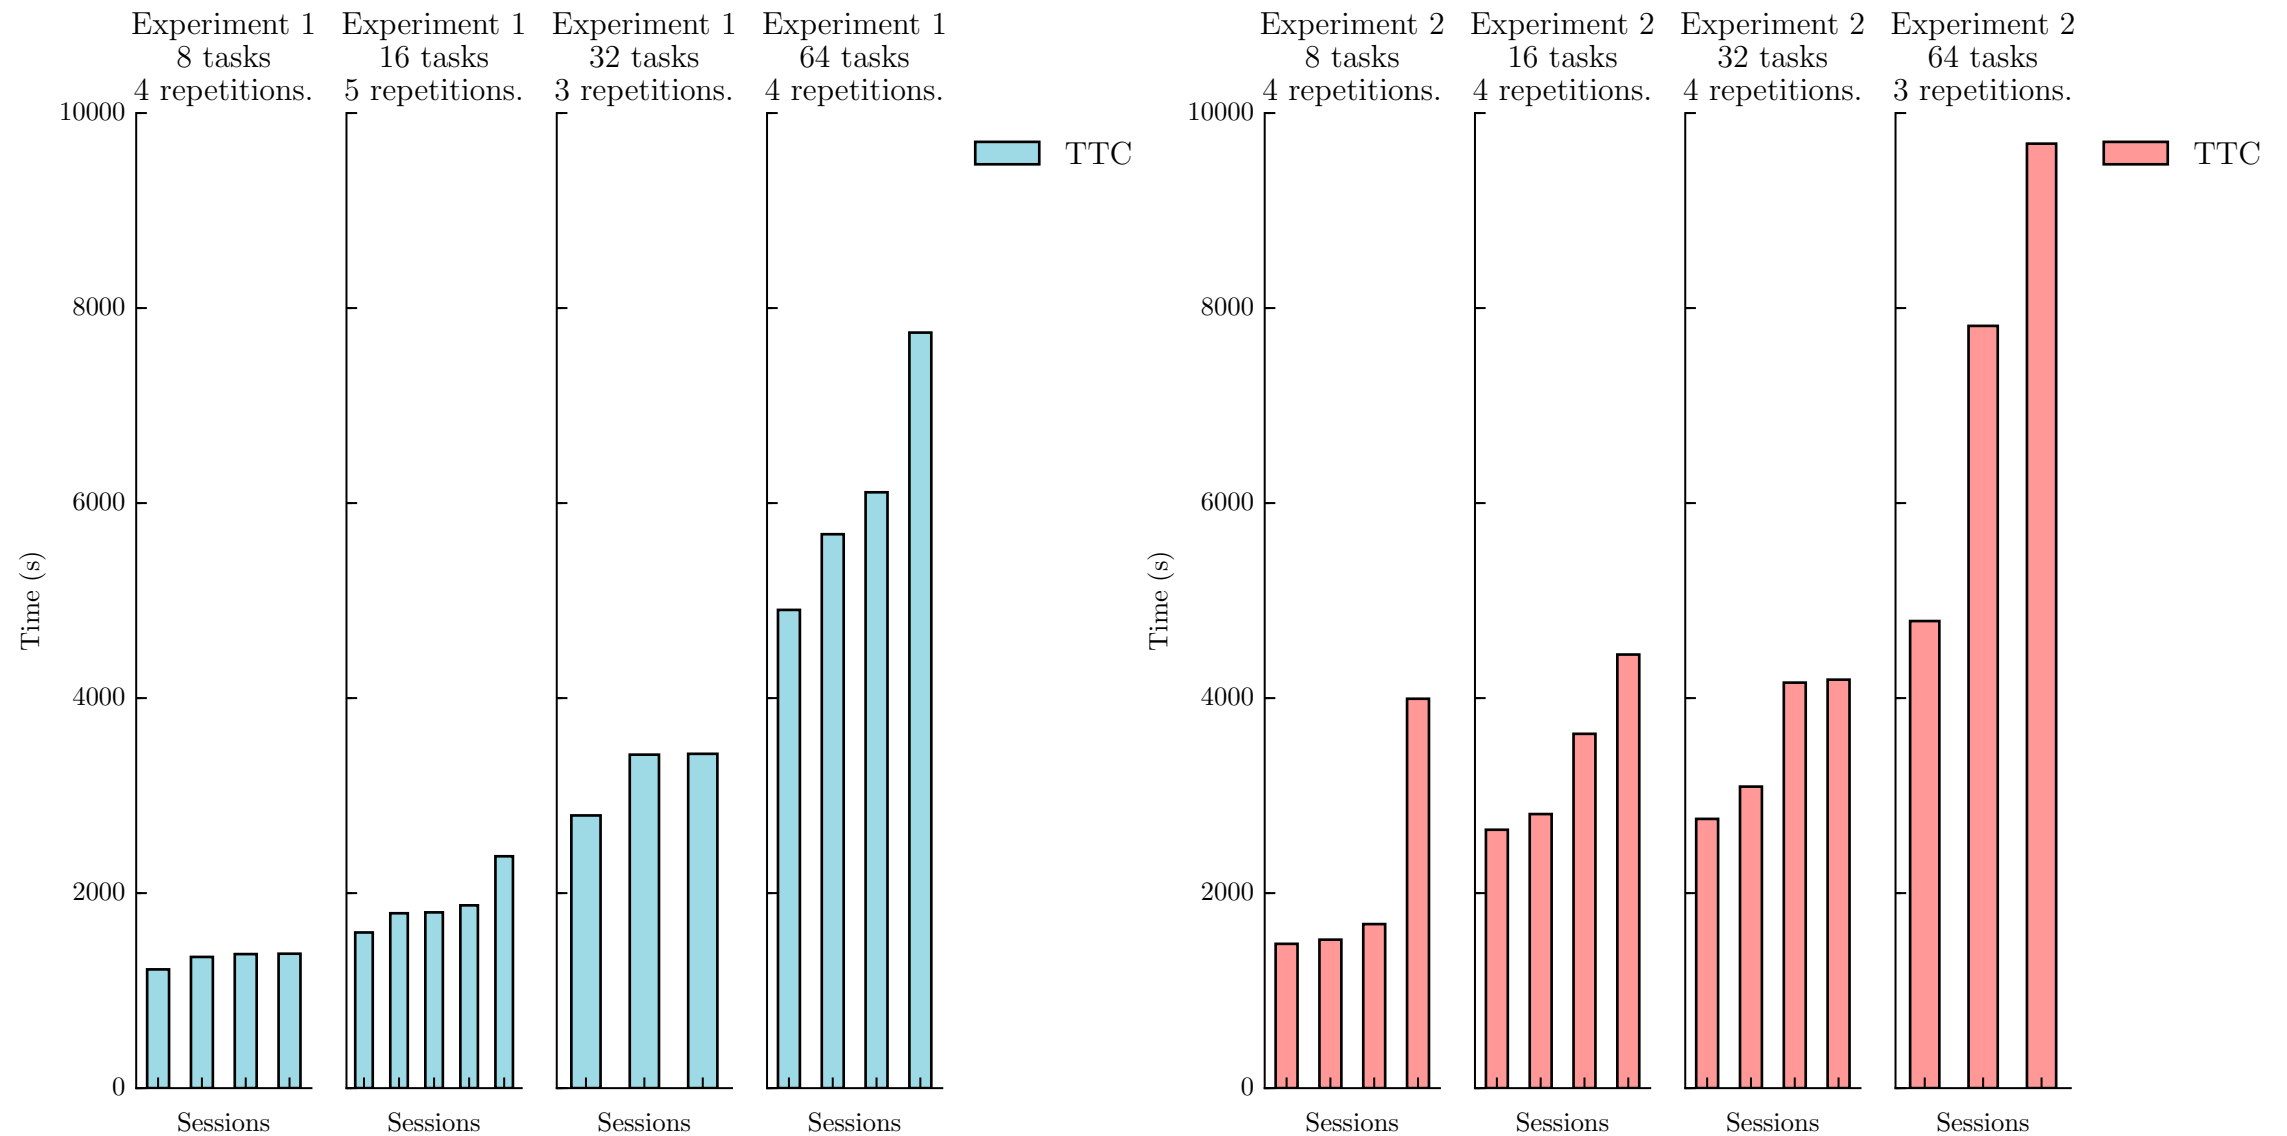 Experiment 1
8 tasks
4 repetitions.
Experiment 1
16 tasks
5 repetitions.
Experiment 1
32 tasks
3 repetitions.
Experiment 1
64 tasks
4 repetitions.
10000
8000
6000
4000
2000
0
Time (s)
TTC
Sessions
Sessions
Sessions
Sessions
Experiment 2
8 tasks
4 repetitions.
Experiment 2
16 tasks
4 repetitions.
Experiment 2
32 tasks
4 repetitions.
Experiment 2
64 tasks
3 repetitions.
10000
8000
6000
4000
2000
0
Time (s)
TTC
Sessions
Sessions
Sessions
Sessions